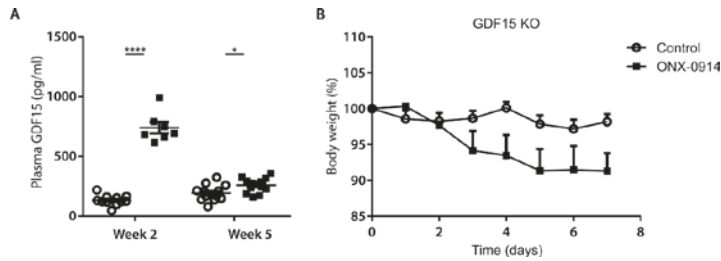 A
Plasma GDF15 (pg/ml)
1500
1000
500
0
****
*
Week 2
Week 5
B
GDF15 KO
Body weight (%)
110
105
100
95
90
85
0 2 4 6 8
Time (days)
Control
ONX-0914